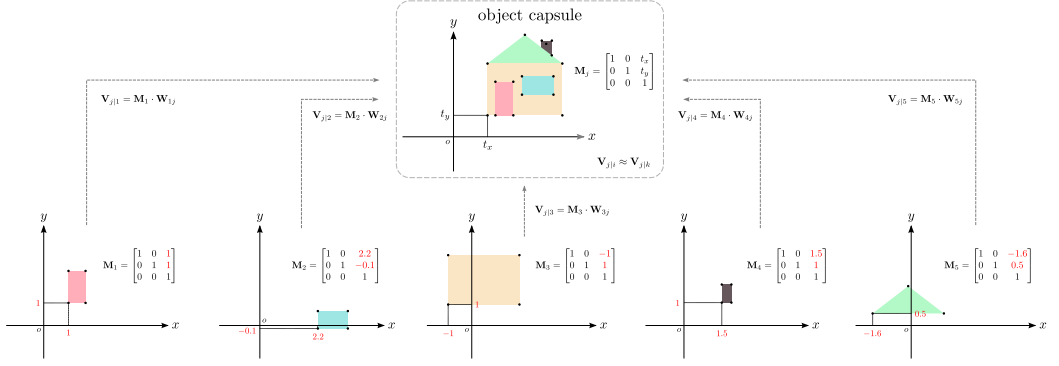 object capsule
y
M_j = [1 0 t_x
0 1 t_y
0 0 1]
t_y
o
t_x
x
V_{j|i} ≈ V_{j|k}
V_{j|1} = M_1 · W_{1j}
V_{j|2} = M_2 · W_{2j}
V_{j|3} = M_3 · W_{3j}
V_{j|4} = M_4 · W_{4j}
V_{j|5} = M_5 · W_{5j}
y
M_1 = [1 0 1
0 1 1
0 0 1]
1
o
1
x
y
M_2 = [1 0 2.2
0 1 −0.1
0 0 1]
o
−0.1
2.2
x
y
M_3 = [1 0 −1
0 1 1
0 0 1]
1
−1
o
x
y
M_4 = [1 0 1.5
0 1 1
0 0 1]
1
o
1.5
x
y
M_5 = [1 0 −1.6
0 1 0.5
0 0 1]
0.5
−1.6
o
x